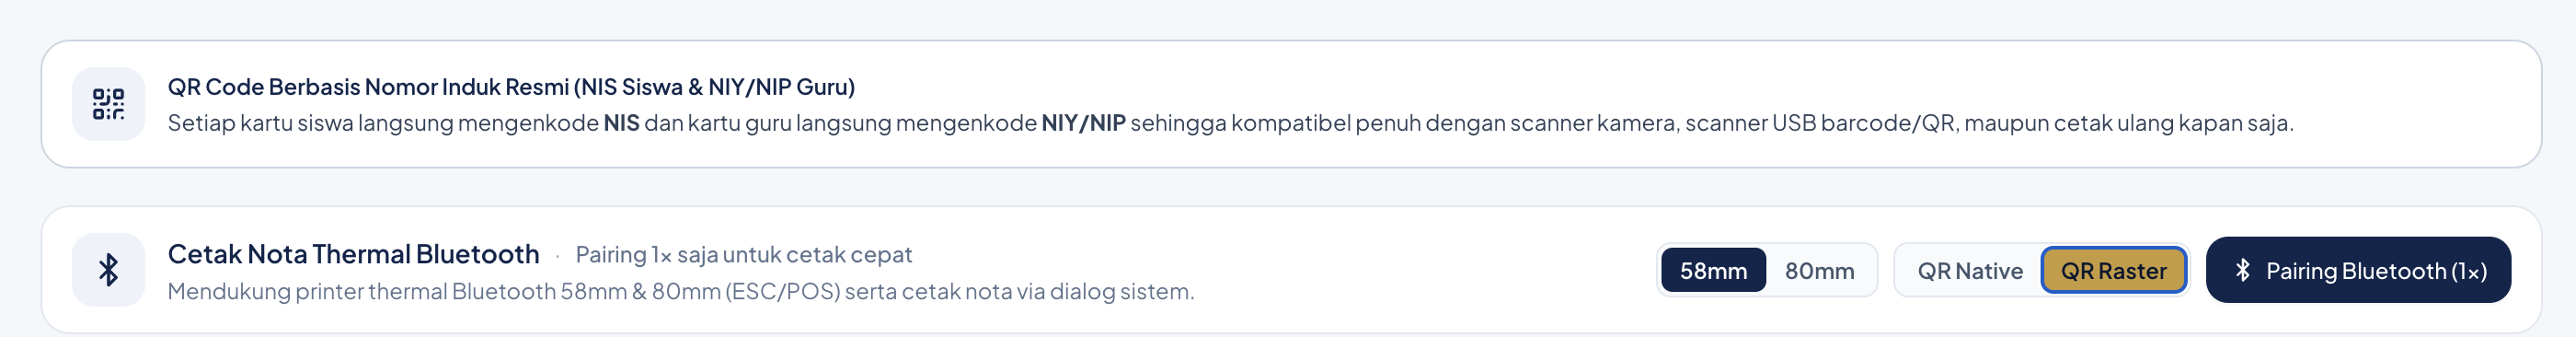 QR Code Berbasis Nomor Induk Resmi (NIS Siswa & NIY/NIP Guru)
Setiap kartu siswa langsung mengenkode NIS dan kartu guru langsung mengenkode NIY/NIP sehingga kompatibel penuh dengan scanner kamera, scanner USB barcode/QR, maupun cetak ulang kapan saja.
Cetak Nota Thermal Bluetooth · Pairing 1× saja untuk cetak cepat
Mendukung printer thermal Bluetooth 58mm & 80mm (ESC/POS) serta cetak nota via dialog sistem.
58mm 80mm QR Native QR Raster Pairing Bluetooth (1×)